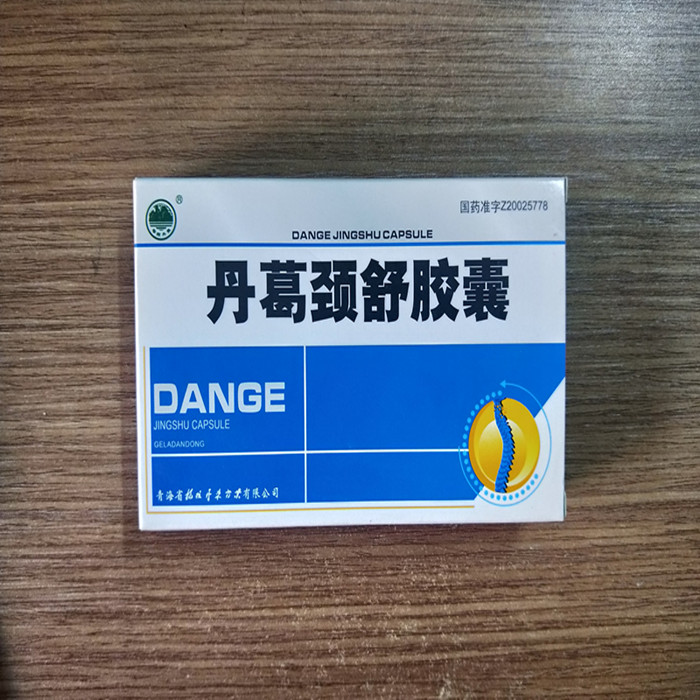 ®
国药准字Z20025778
DANGE JINGSHU CAPSULE
丹葛颈舒胶囊
DANGE
JINGSHU CAPSULE
GELADANDONG
青海省格拉丹东药业有限公司